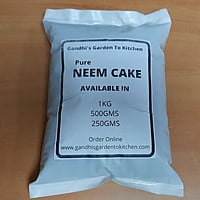 Gandhi's Garden To Kitchen
Pure
NEEM CAKE
AVAILABLE IN
1KG
500GMS
250GMS
Order Online
www.gandhisgardentokitchen.com